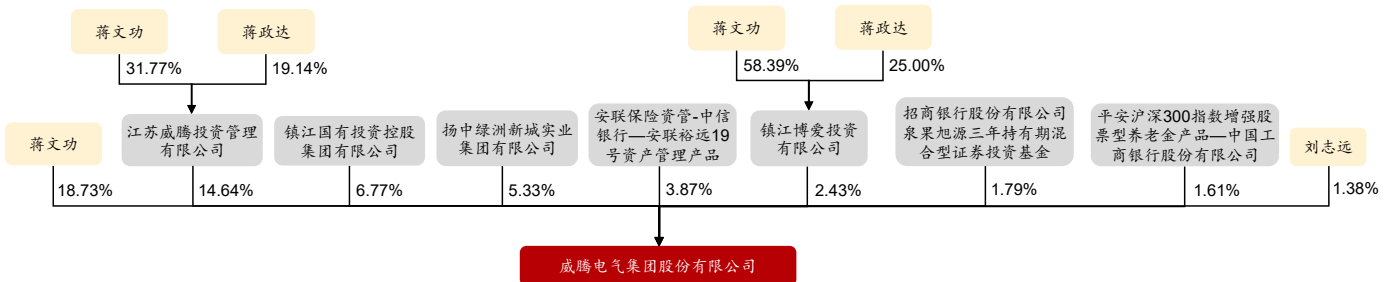 蒋文功
蒋政达
蒋文功
蒋政达
31.77%
19.14%
58.39%
25.00%
蒋文功
江苏威腾投资管理
有限公司
镇江国有投资控股
集团有限公司
扬中绿洲新城实业
集团有限公司
安联保险资管-中信
银行—安联裕远19
号资产管理产品
镇江博爱投资
有限公司
招商银行股份有限公司
泉果旭源三年持有期混
合型证券投资基金
平安沪深300指数增强股
票型养老金产品—中国工
商银行股份有限公司
刘志远
18.73%
14.64%
6.77%
5.33%
3.87%
2.43%
1.79%
1.61%
1.38%
威腾电气集团股份有限公司